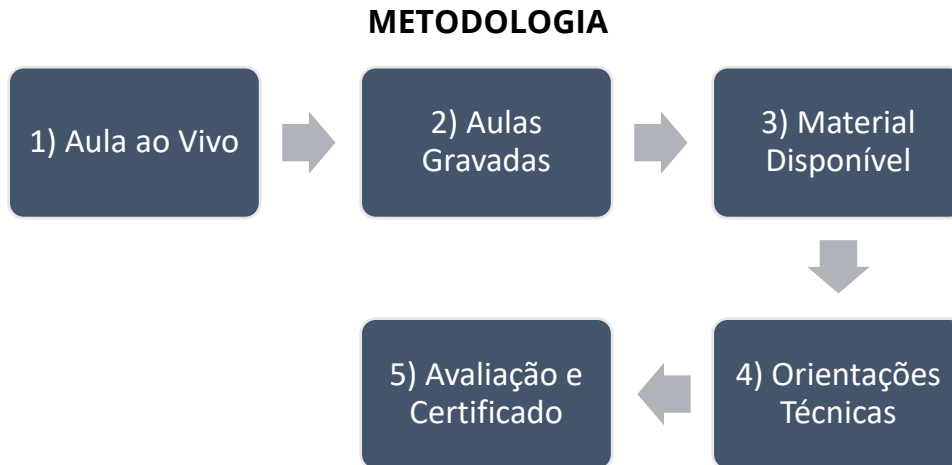 METODOLOGIA
1) Aula ao Vivo
2) Aulas
Gravadas
3) Material
Disponível
4) Orientações
Técnicas
5) Avaliação e
Certificado